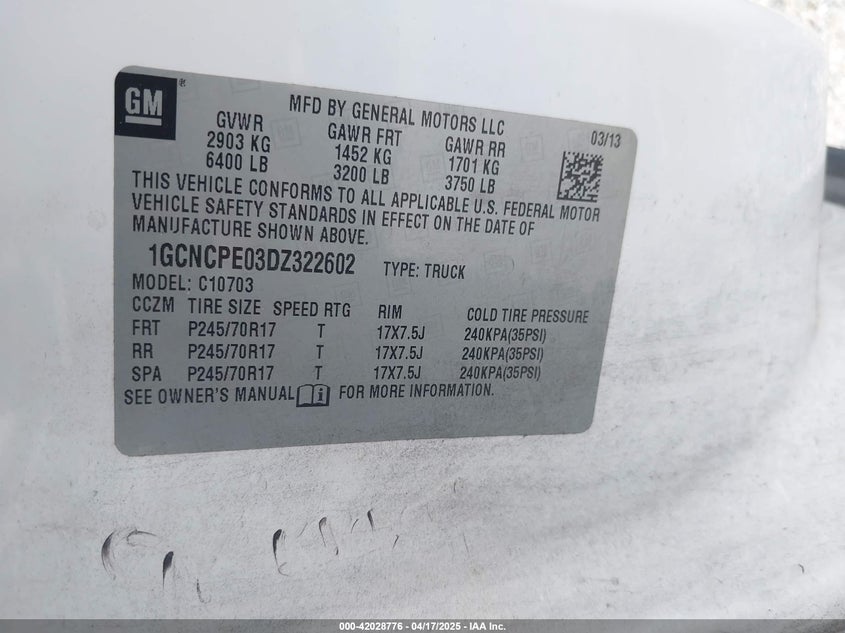 GM
MFD BY GENERAL MOTORS LLC
03/13
GVWR GAWR FRT GAWR RR
2903 KG 1452 KG 1701 KG
6400 LB 3200 LB 3750 LB
THIS VEHICLE CONFORMS TO ALL APPLICABLE U.S. FEDERAL MOTOR
VEHICLE SAFETY STANDARDS IN EFFECT ON THE DATE OF
MANUFACTURE SHOWN ABOVE.
1GCNCPE03DZ322602 TYPE: TRUCK
MODEL: C10703
CCZM TIRE SIZE SPEED RTG RIM COLD TIRE PRESSURE
FRT P245/70R17 T 17X7.5J 240KPA(35PSI)
RR P245/70R17 T 17X7.5J 240KPA(35PSI)
SPA P245/70R17 T 17X7.5J 240KPA(35PSI)
SEE OWNER'S MANUAL FOR MORE INFORMATION.
000-42028776 - 04/17/2025 - IAA Inc.